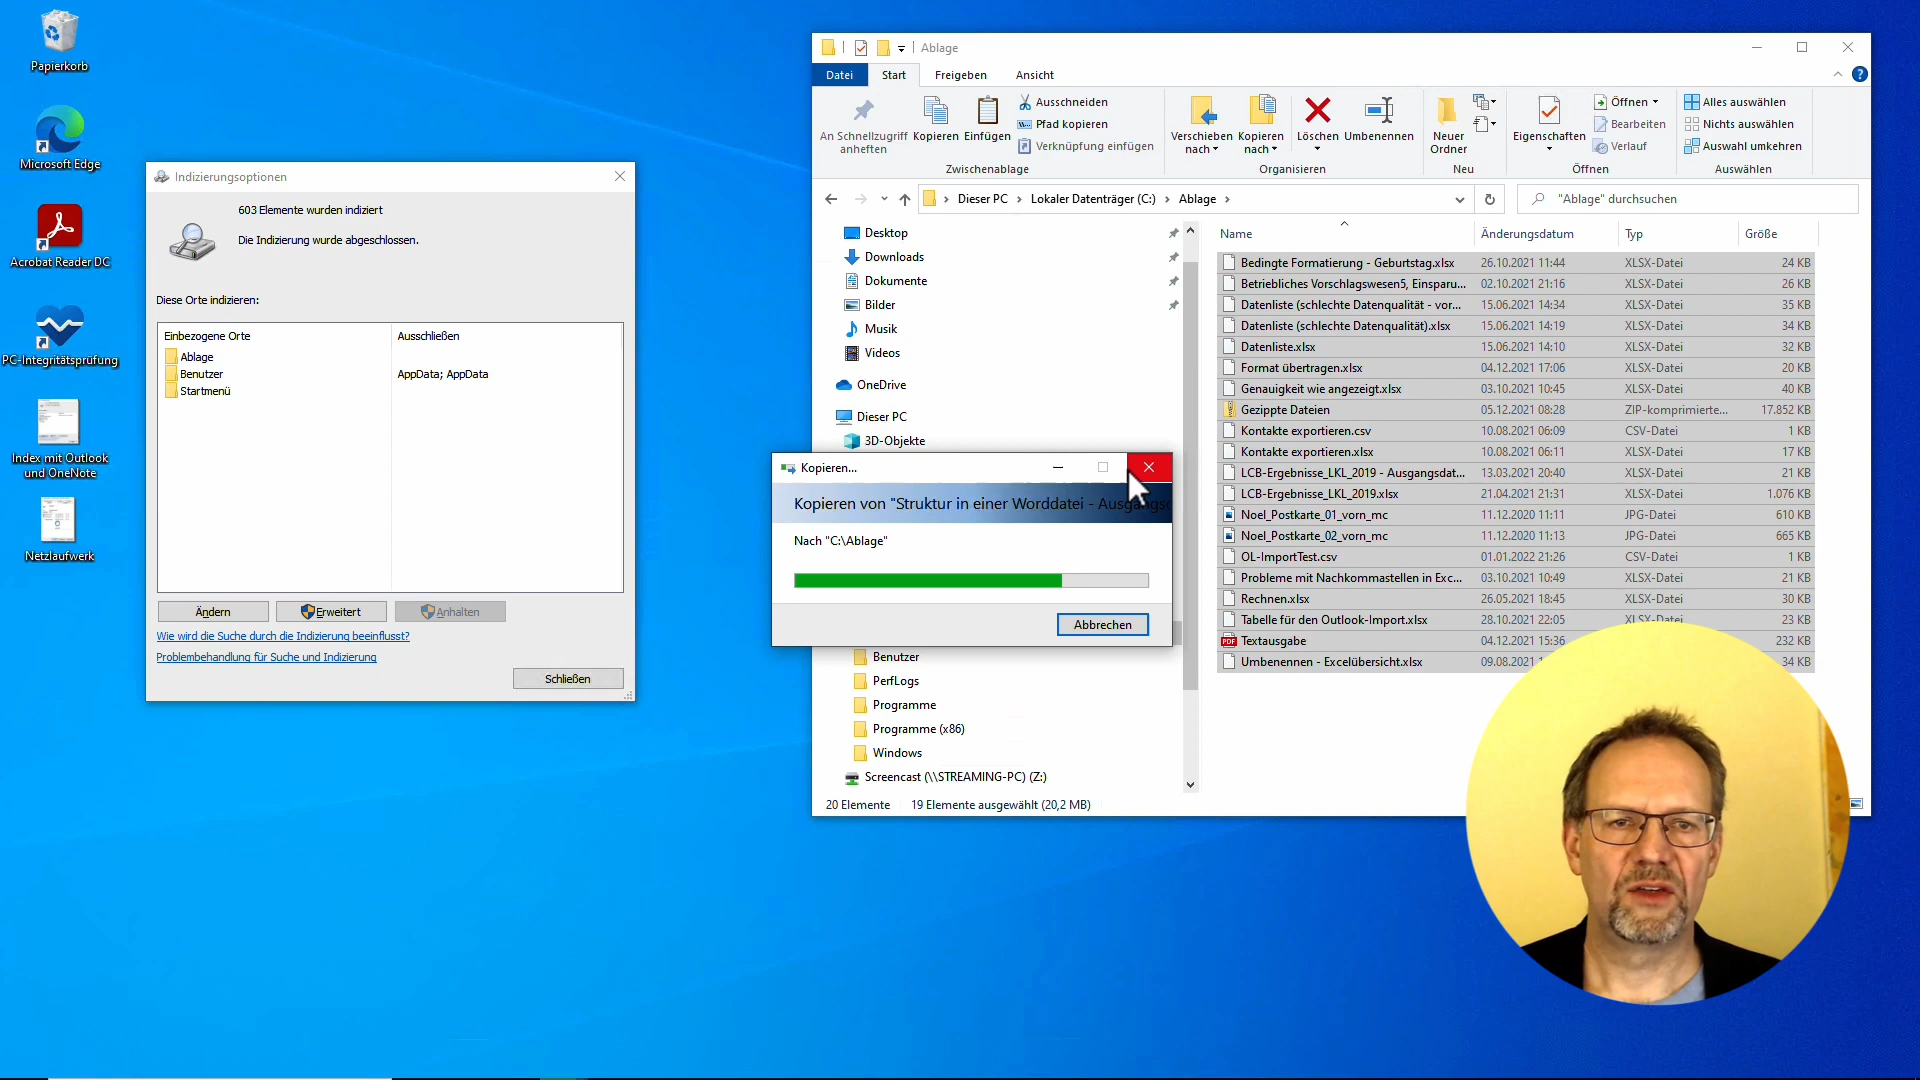 Papierkorb
Microsoft Edge
Acrobat Reader DC
PC-Integritätsprüfung
Index mit Outlook
und OneNote
Netzlaufwerk
Indizierungsoptionen
603 Elemente wurden indiziert
Die Indizierung wurde abgeschlossen.
Diese Orte indizieren:
Einbezogene Orte Ausschließen
Ablage
Benutzer AppData; AppData
Startmenü
Ändern Erweitert Anhalten
Wie wird die Suche durch die Indizierung beeinflusst?
Problembehandlung für Suche und Indizierung
Schließen
Ablage
Datei Start Freigeben Ansicht
An Schnellzugriff
anheften
Kopieren
Einfügen
Ausschneiden
Pfad kopieren
Verknüpfung einfügen
Zwischenablage
Verschieben
nach
Kopieren
nach
Löschen
Umbenennen
Organisieren
Neuer
Ordner
Neu
Eigenschaften
Öffnen
Bearbeiten
Verlauf
Öffnen
Alles auswählen
Nichts auswählen
Auswahl umkehren
Auswählen
Dieser PC > Lokaler Datenträger (C:) > Ablage >
"Ablage" durchsuchen
Desktop
Downloads
Dokumente
Bilder
Musik
Videos
OneDrive
Dieser PC
3D-Objekte
Benutzer
PerfLogs
Programme
Programme (x86)
Windows
Screencast (\\STREAMING-PC) (Z:)
Name Änderungsdatum Typ Größe
Bedingte Formatierung - Geburtstag.xlsx 26.10.2021 11:44 XLSX-Datei 24 KB
Betriebliches Vorschlagswesen5, Einsparu... 02.10.2021 21:16 XLSX-Datei 26 KB
Datenliste (schlechte Datenqualität - vor... 15.06.2021 14:34 XLSX-Datei 35 KB
Datenliste (schlechte Datenqualität).xlsx 15.06.2021 14:19 XLSX-Datei 34 KB
Datenliste.xlsx 15.06.2021 14:10 XLSX-Datei 32 KB
Format übertragen.xlsx 04.12.2021 17:06 XLSX-Datei 20 KB
Genauigkeit wie angezeigt.xlsx 03.10.2021 10:45 XLSX-Datei 40 KB
Gezippte Dateien 05.12.2021 08:28 ZIP-komprimierte... 17.852 KB
Kontakte exportieren.csv 10.08.2021 06:09 CSV-Datei 1 KB
Kontakte exportieren.xlsx 10.08.2021 06:11 XLSX-Datei 17 KB
LCB-Ergebnisse_LKL_2019 - Ausgangsdat... 13.03.2021 20:40 XLSX-Datei 21 KB
LCB-Ergebnisse_LKL_2019.xlsx 21.04.2021 21:31 XLSX-Datei 1.076 KB
Noel_Postkarte_01_vorn_mc 11.12.2020 11:11 JPG-Datei 610 KB
Noel_Postkarte_02_vorn_mc 11.12.2020 11:13 JPG-Datei 665 KB
OL-ImportTest.csv 01.01.2022 21:26 CSV-Datei 1 KB
Probleme mit Nachkommastellen in Exc... 03.10.2021 10:49 XLSX-Datei 21 KB
Rechnen.xlsx 26.05.2021 18:45 XLSX-Datei 30 KB
Tabelle für den Outlook-Import.xlsx 28.10.2021 22:05 XLSX-Datei 23 KB
PDF Textausgabe 04.12.2021 15:36 232 KB
Umbenennen - Excelübersicht.xlsx 09.08.2021 34 KB
20 Elemente 19 Elemente ausgewählt (20,2 MB)
Kopieren...
Kopieren von "Struktur in einer Worddatei -
Nach "C:\Ablage"
Abbrechen